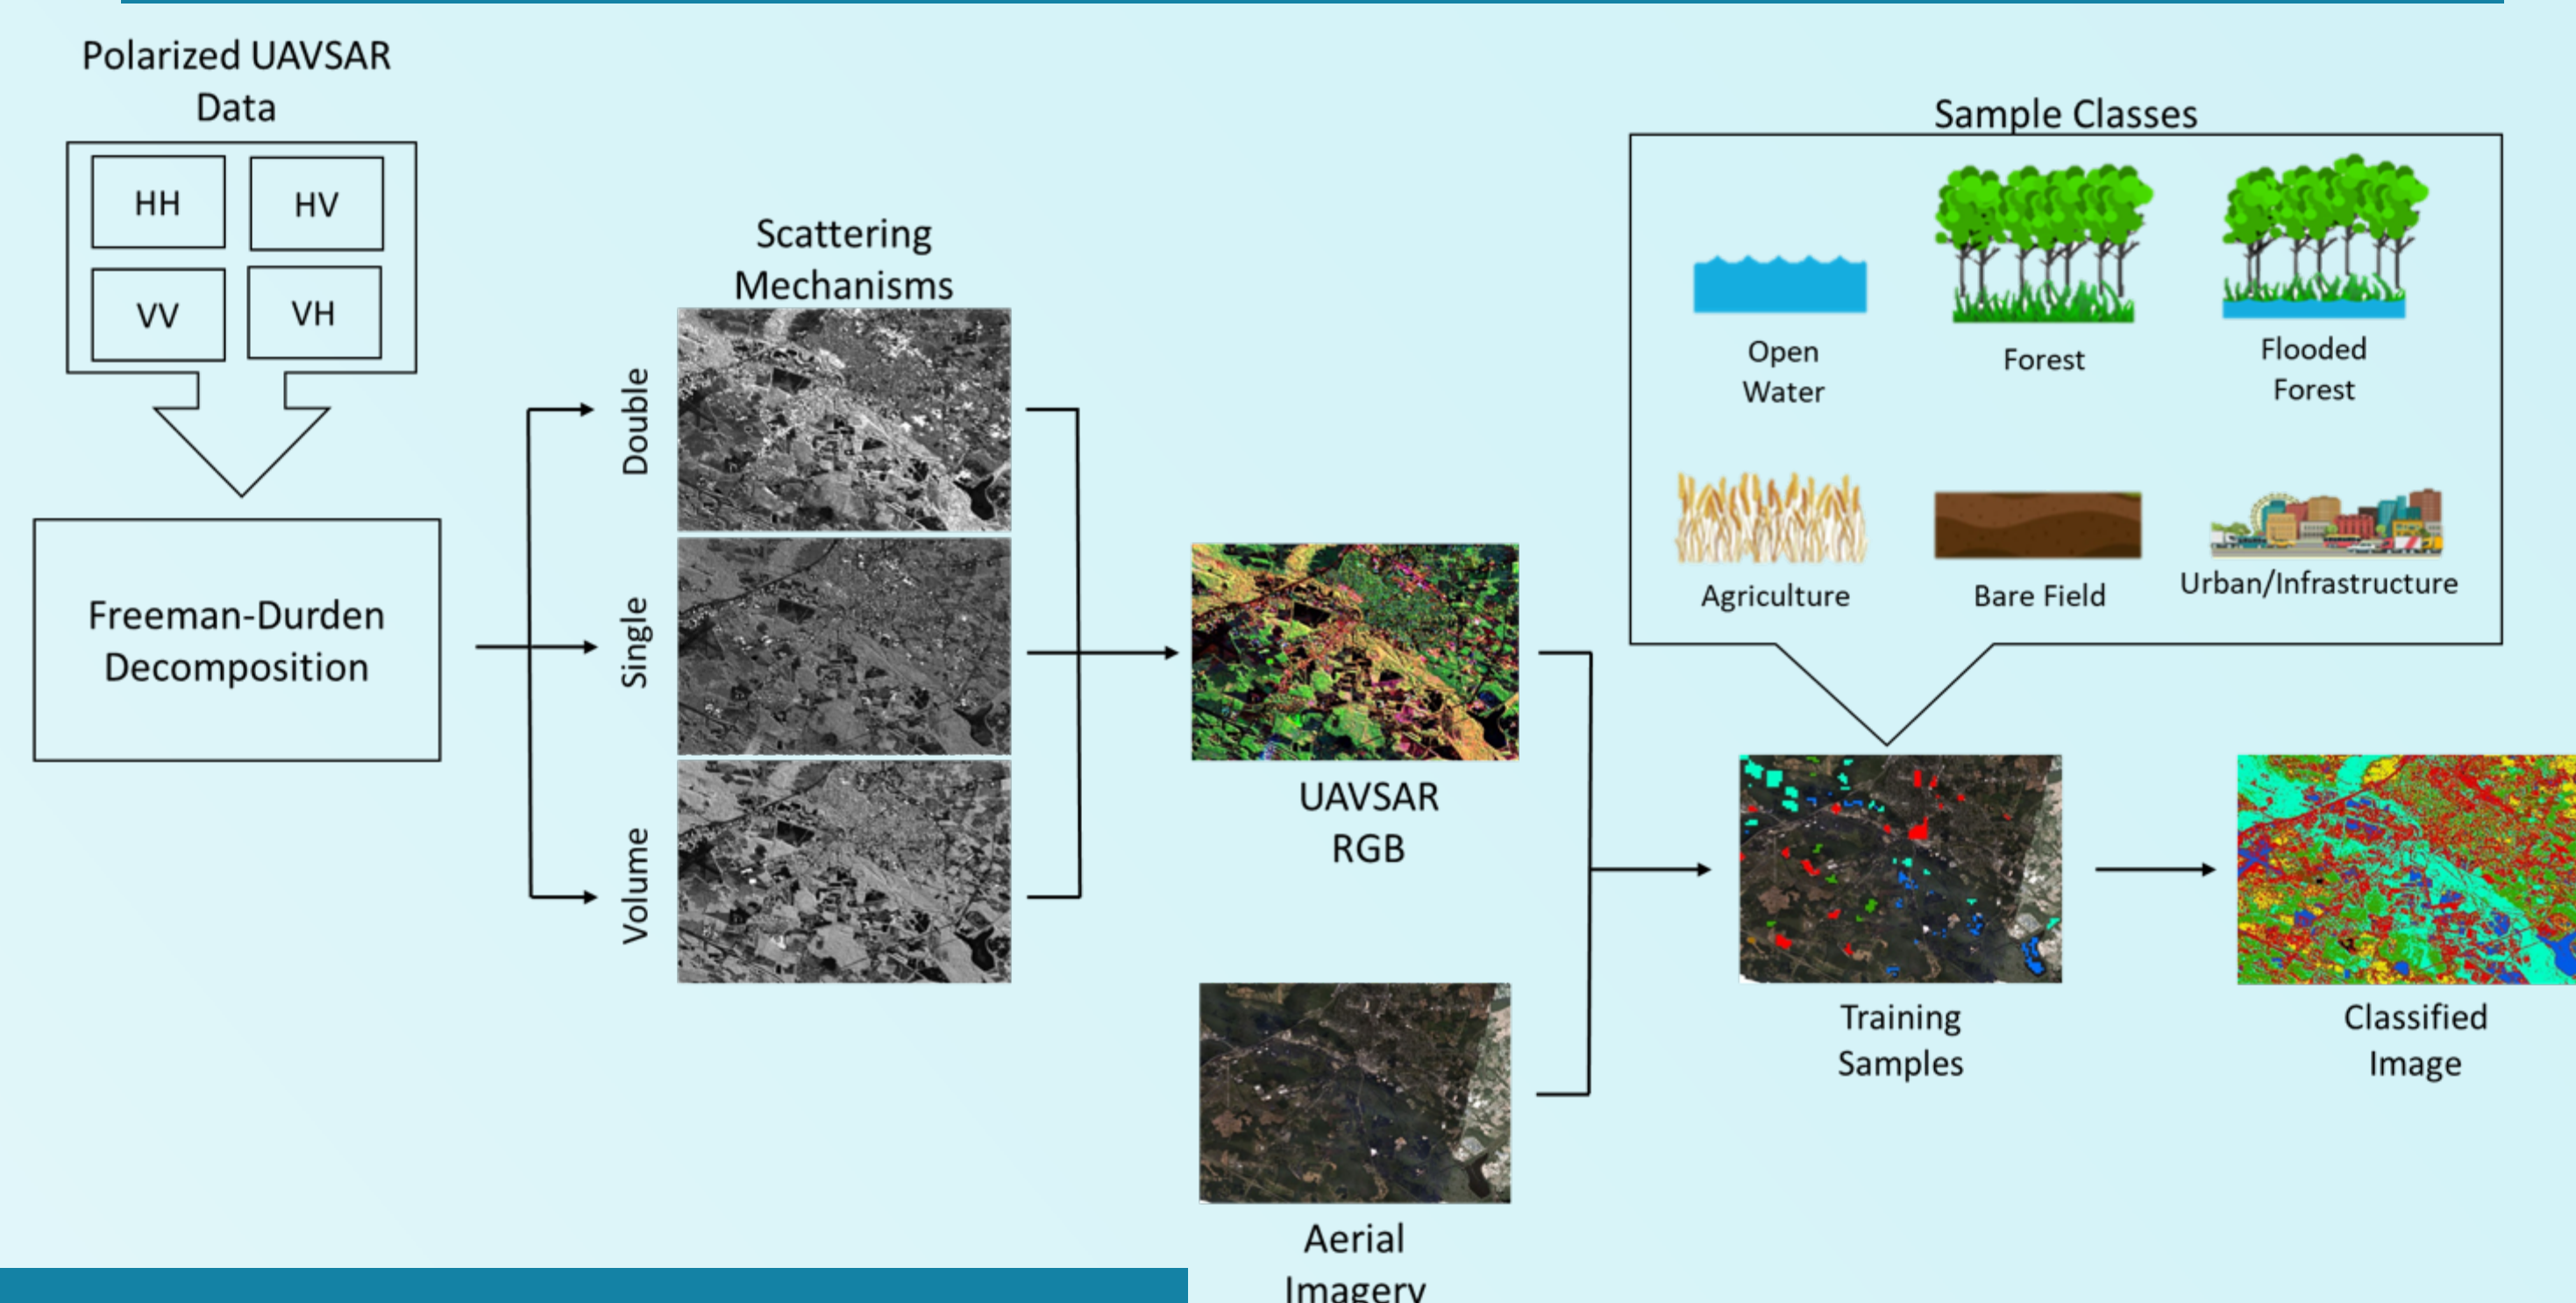 Polarized UAVSAR
Data
HH
HV
VV
VH
Freeman-Durden
Decomposition
Scattering
Mechanisms
Double
Single
Volume
UAVSAR
RGB
Aerial
Imagery
Sample Classes
Open
Water
Forest
Flooded
Forest
Agriculture
Bare Field
Urban/Infrastructure
Training
Samples
Classified
Image